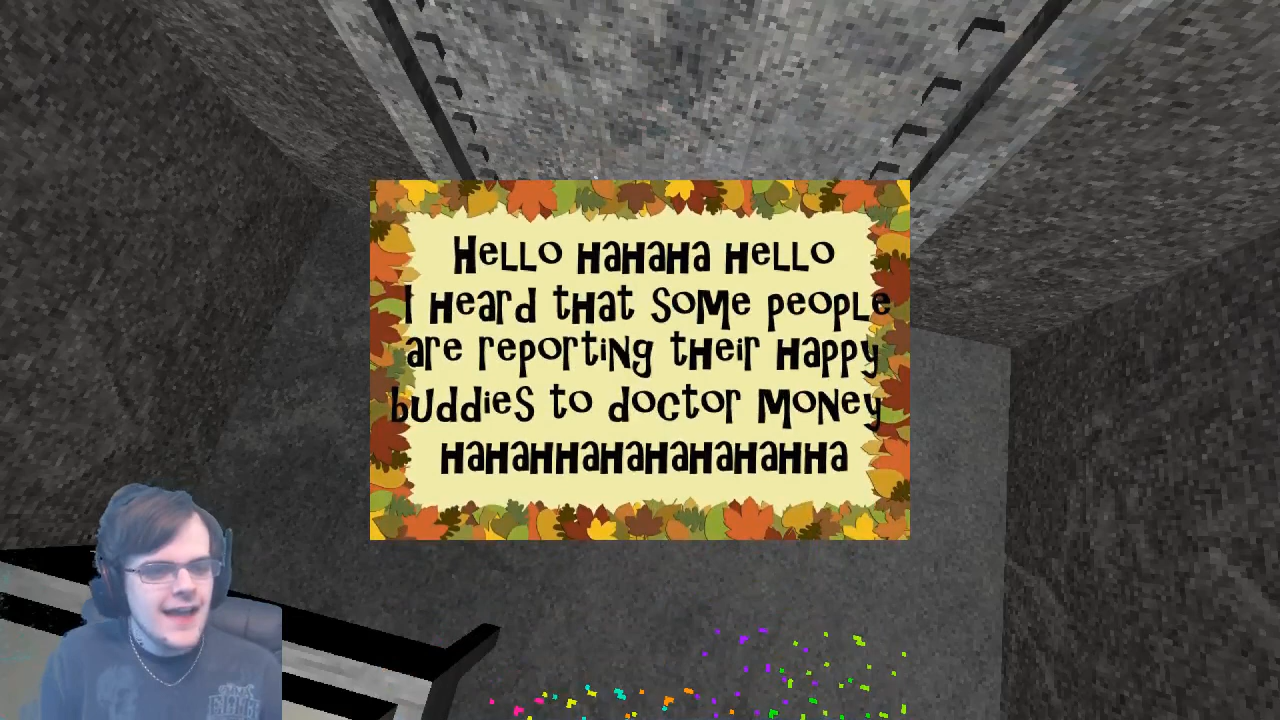 Hello HaHaHa Hello
I Heard that some people
are reporting their Happy
buddies to doctor Money
HaHaHHaHaHaHaHaHHa